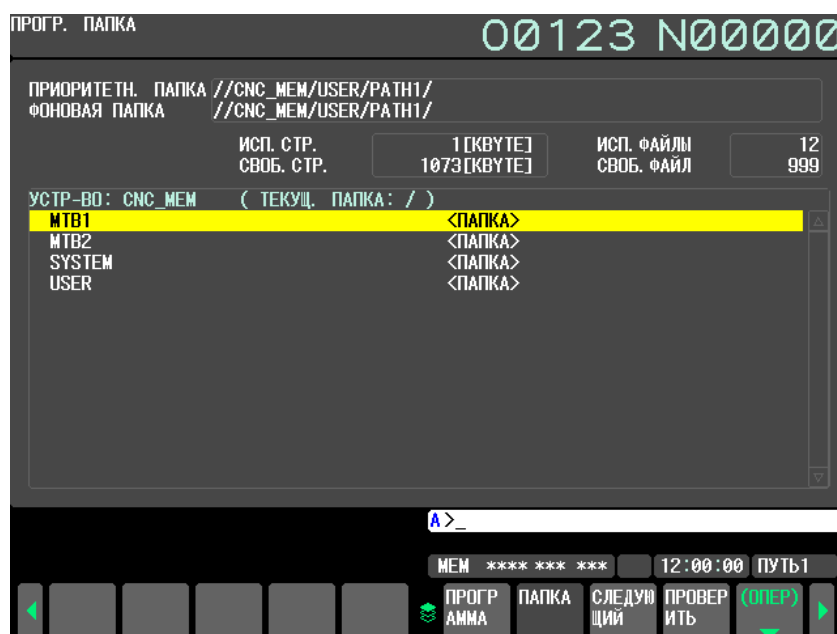 ПРОГР. ПАПКА
O0123 N00000
ПРИОРИТЕТН. ПАПКА //CNC_MEM/USER/PATH1/
ФОНОВАЯ ПАПКА //CNC_MEM/USER/PATH1/
ИСП. СТР. 1[KBYTE] ИСП. ФАЙЛЫ 12
СВОБ. СТР. 1073[KBYTE] СВОБ. ФАЙЛ 999
УСТР-ВО: CNC_MEM ( ТЕКУЩ. ПАПКА: / )
MTB1 <ПАПКА>
MTB2 <ПАПКА>
SYSTEM <ПАПКА>
USER <ПАПКА>
A>_
MEM **** *** *** 12:00:00 ПУТЬ1
ПРОГР ПАПКА СЛЕДУЮ ПРОВЕР (ОПЕР)
АММА ЩИЙ ИТЬ